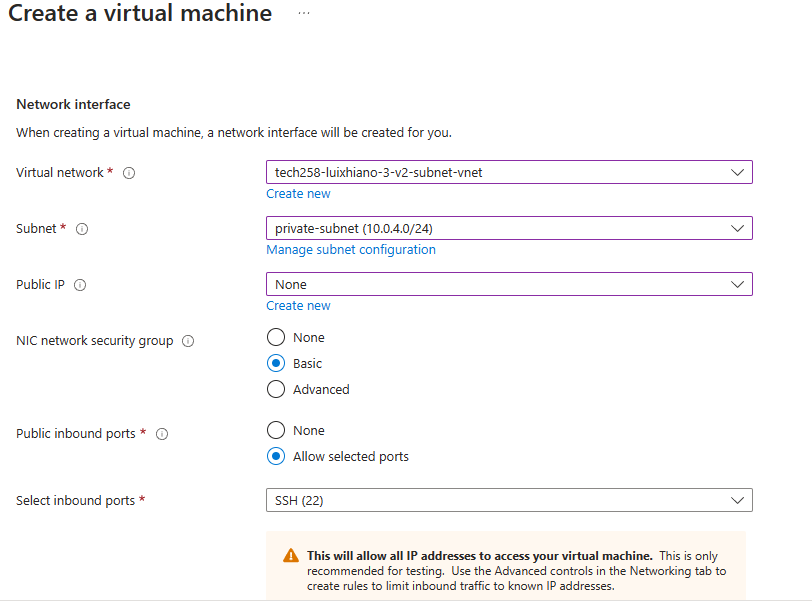 Create a virtual machine ...
Network interface
When creating a virtual machine, a network interface will be created for you.
Virtual network *
tech258-luixhiano-3-v2-subnet-vnet
Create new
Subnet *
private-subnet (10.0.4.0/24)
Manage subnet configuration
Public IP
None
Create new
NIC network security group
None
Basic
Advanced
Public inbound ports *
None
Allow selected ports
Select inbound ports *
SSH (22)
This will allow all IP addresses to access your virtual machine. This is only
recommended for testing. Use the Advanced controls in the Networking tab to
create rules to limit inbound traffic to known IP addresses.